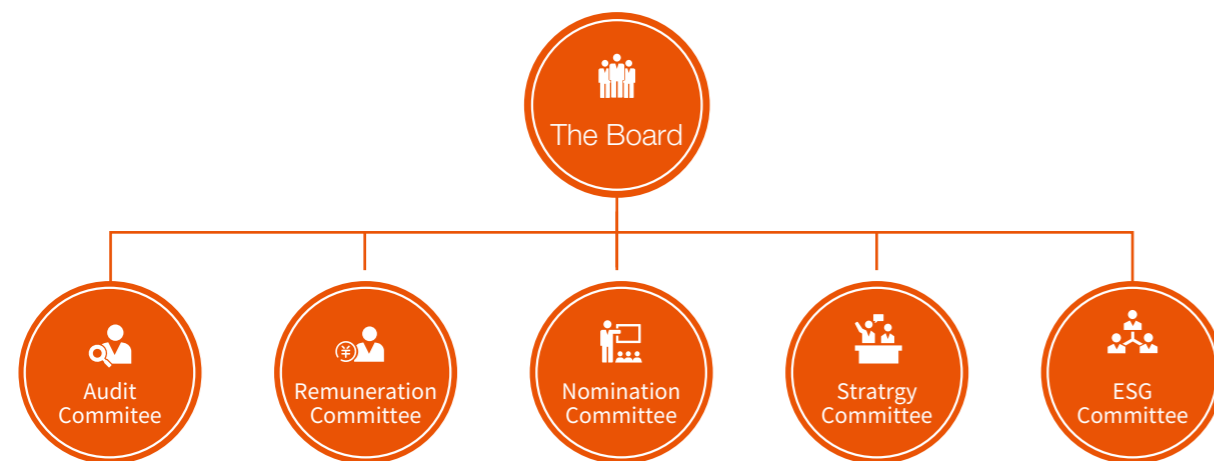 The Board
Audit
Commitee
Remuneration
Committee
Nomination
Committee
Stratrgy
Committee
ESG
Committee